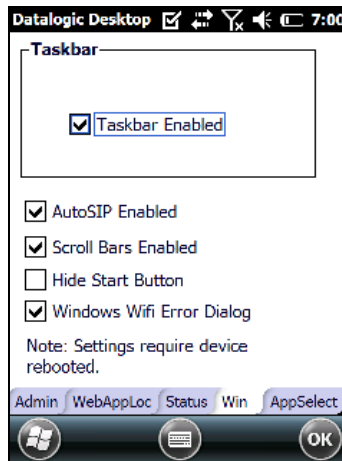 Datalogic Desktop 7:00
Taskbar
Taskbar Enabled
AutoSIP Enabled
Scroll Bars Enabled
Hide Start Button
Windows Wifi Error Dialog
Note: Settings require device
rebooted.
Admin WebAppLoc Status Win AppSelect
OK